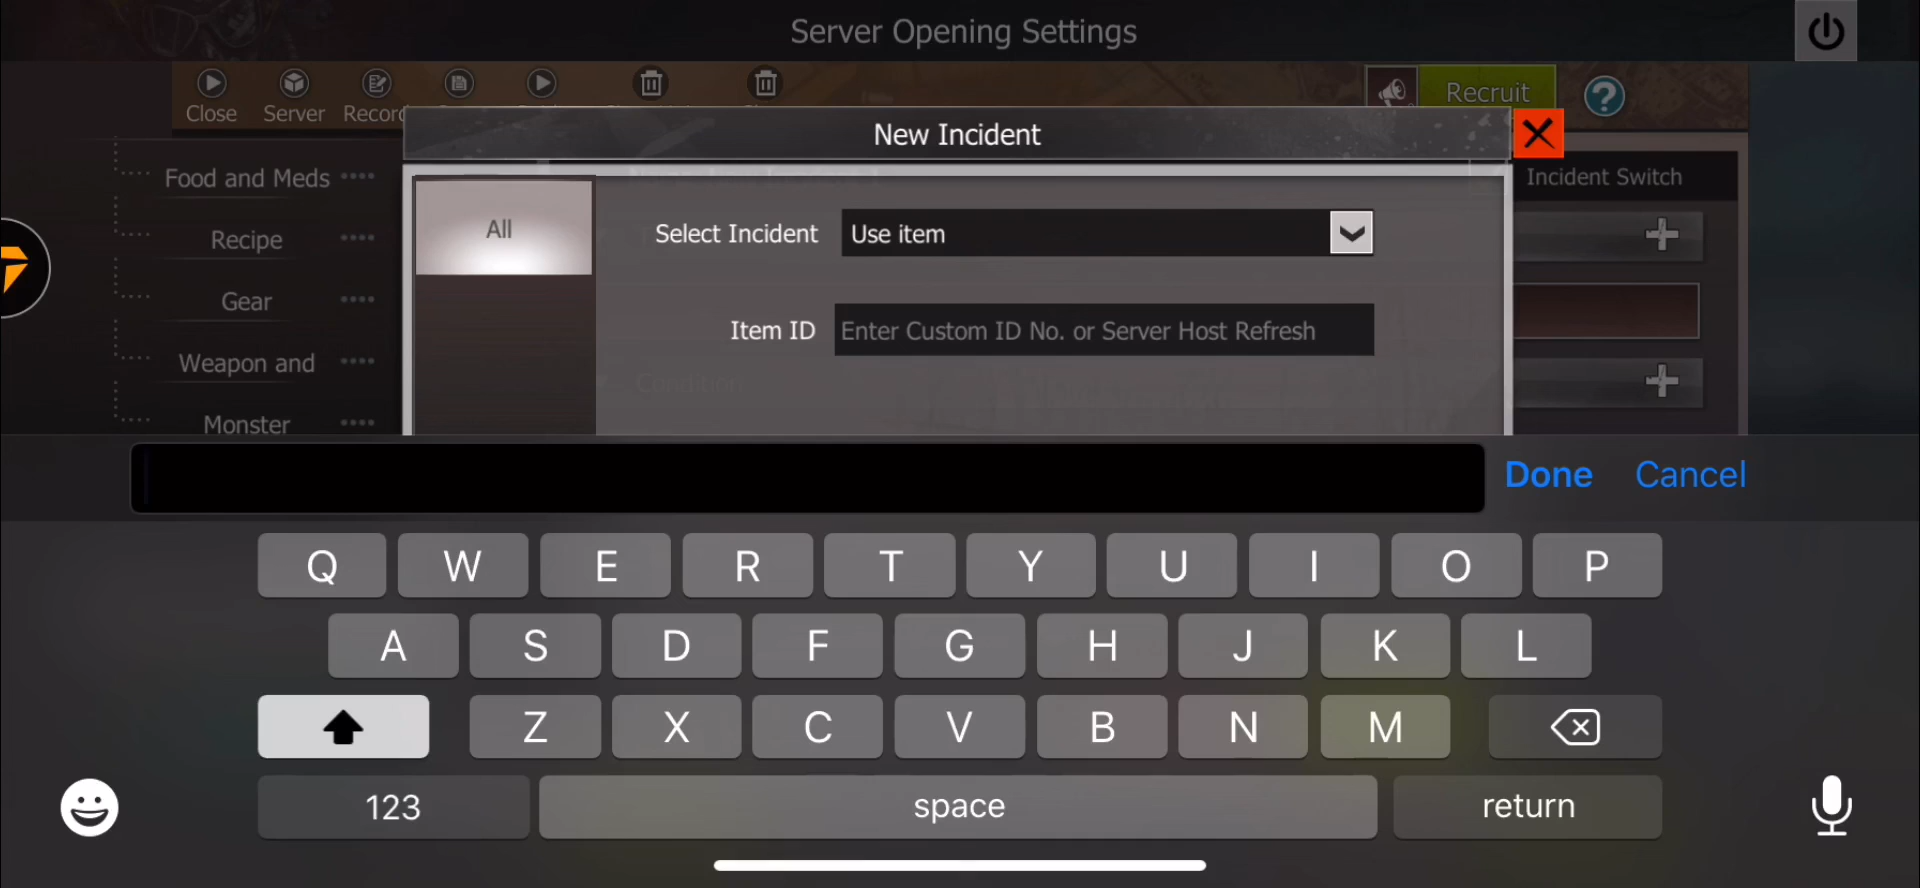 Server Opening Settings
Close
Server
Record
Recruit
?
New Incident
Incident Switch
Food and Meds
Recipe
Gear
Weapon and
Monster
All
Select Incident
Use item
Item ID
Enter Custom ID No. or Server Host Refresh
Condition
Done
Cancel
Q W E R T Y U I O P
A S D F G H J K L
Z X C V B N M
123
space
return